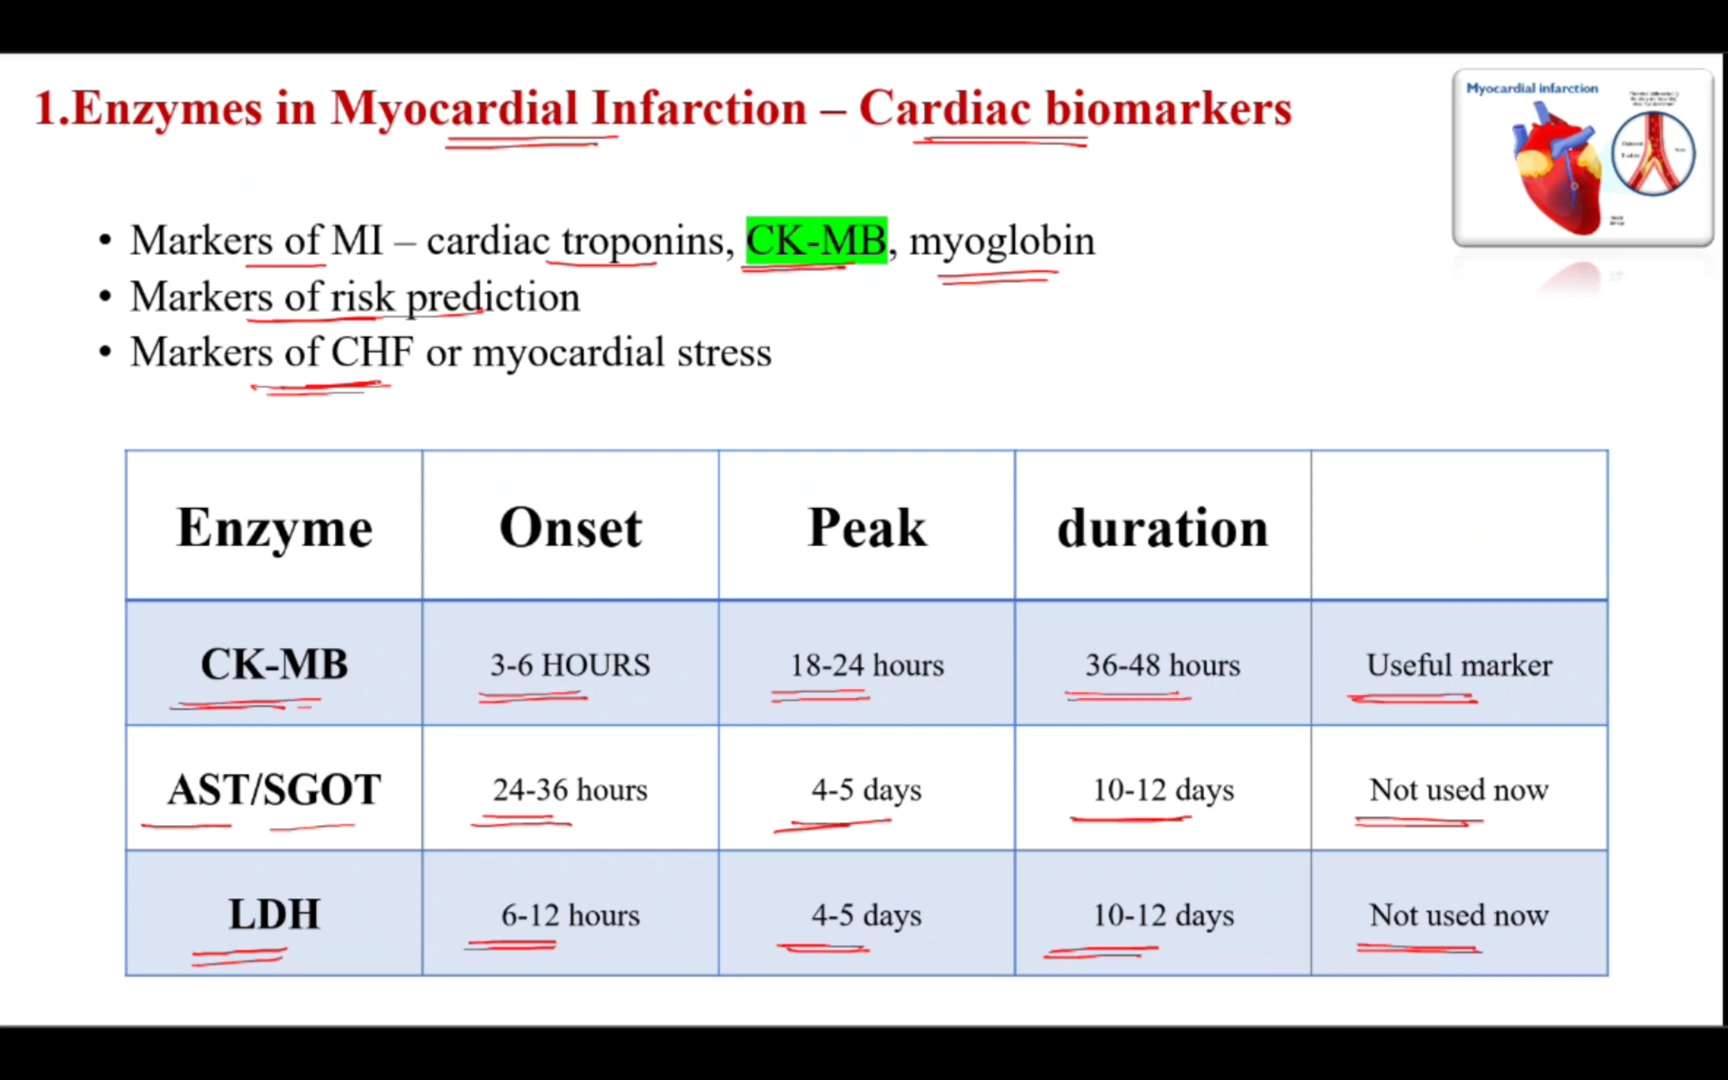 1.Enzymes in Myocardial Infarction – Cardiac biomarkers
Myocardial infarction
• Markers of MI – cardiac troponins, CK-MB, myoglobin
• Markers of risk prediction
• Markers of CHF or myocardial stress
Enzyme Onset Peak duration
CK-MB 3-6 HOURS 18-24 hours 36-48 hours Useful marker
AST/SGOT 24-36 hours 4-5 days 10-12 days Not used now
LDH 6-12 hours 4-5 days 10-12 days Not used now